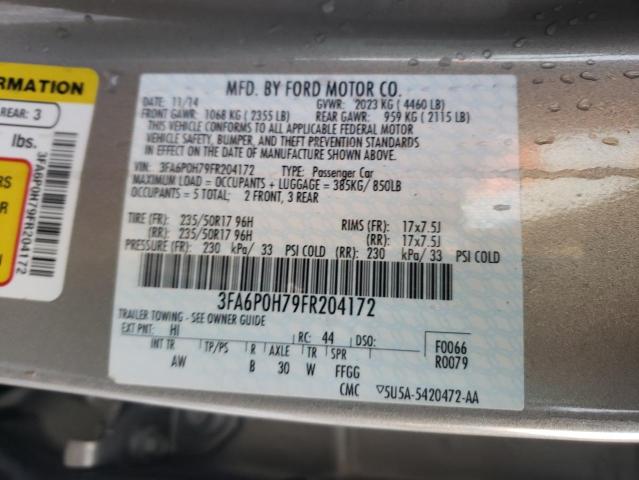 ORMATION
REAR: 3
lbs.
ERS
R
N
3FA6P0H79FR204172
MFD. BY FORD MOTOR CO.
DATE: 11/14 GVWR: 2023 KG ( 4460 LB)
FRONT GAWR: 1068 KG ( 2355 LB) REAR GAWR: 959 KG ( 2115 LB)
THIS VEHICLE CONFORMS TO ALL APPLICABLE FEDERAL MOTOR
VEHICLE SAFETY, BUMPER, AND THEFT PREVENTION STANDARDS
IN EFFECT ON THE DATE OF MANUFACTURE SHOWN ABOVE.
VIN: 3FA6P0H79FR204172 TYPE: Passenger Car
MAXIMUM LOAD = OCCUPANTS + LUGGAGE = 385KG/850LB
OCCUPANTS = 5 TOTAL: 2 FRONT, 3 REAR
TIRE (FR): 235/50R17 96H RIMS (FR): 17x7.5J
(RR): 235/50R17 96H (RR): 17x7.5J
PRESSURE (FR): 230 kPa/ 33 PSI COLD (RR): 230 kPa/ 33 PSI COLD
3FA6P0H79FR204172
TRAILER TOWING - SEE OWNER GUIDE
EXT PNT: HI RC: 44 DSO: F0066
R0079
INT TR TP/PS R AXLE TR SPR
AW B 30 W FFGG
CMC 5U5A-5420472-AA